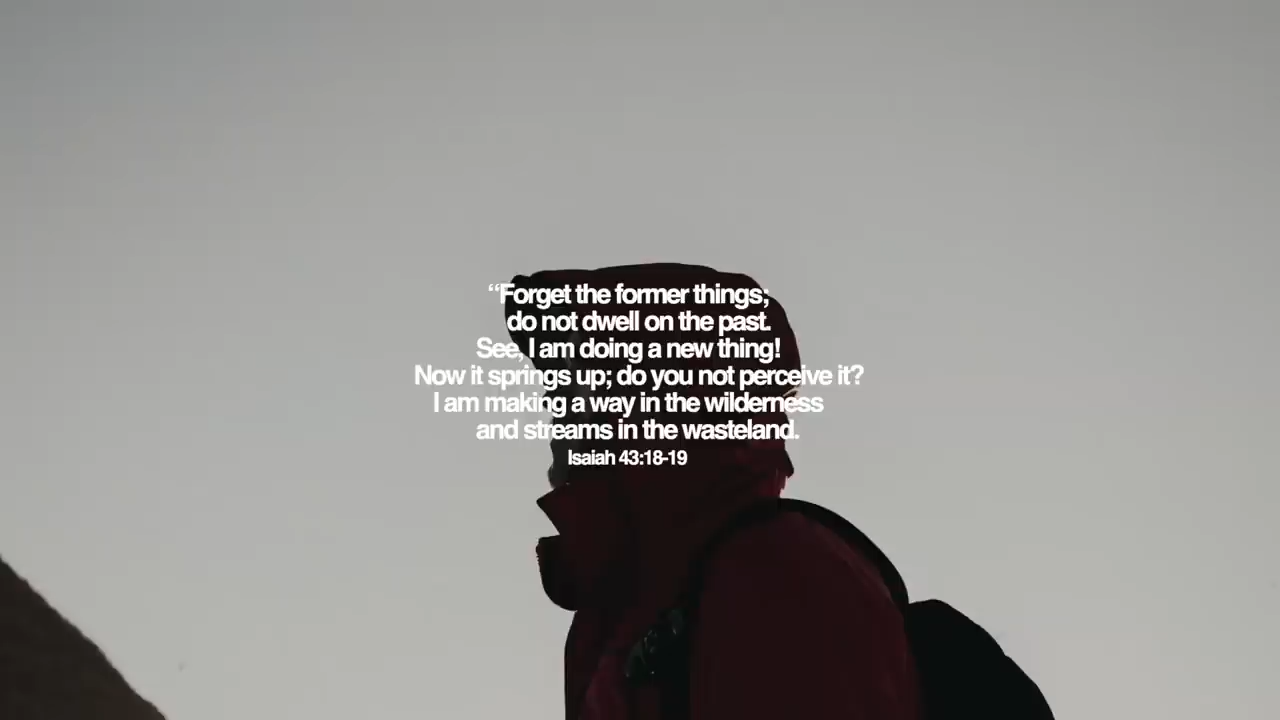 “Forget the former things;
do not dwell on the past.
See, I am doing a new thing!
Now it springs up; do you not perceive it?
I am making a way in the wilderness
and streams in the wasteland.
Isaiah 43:18-19